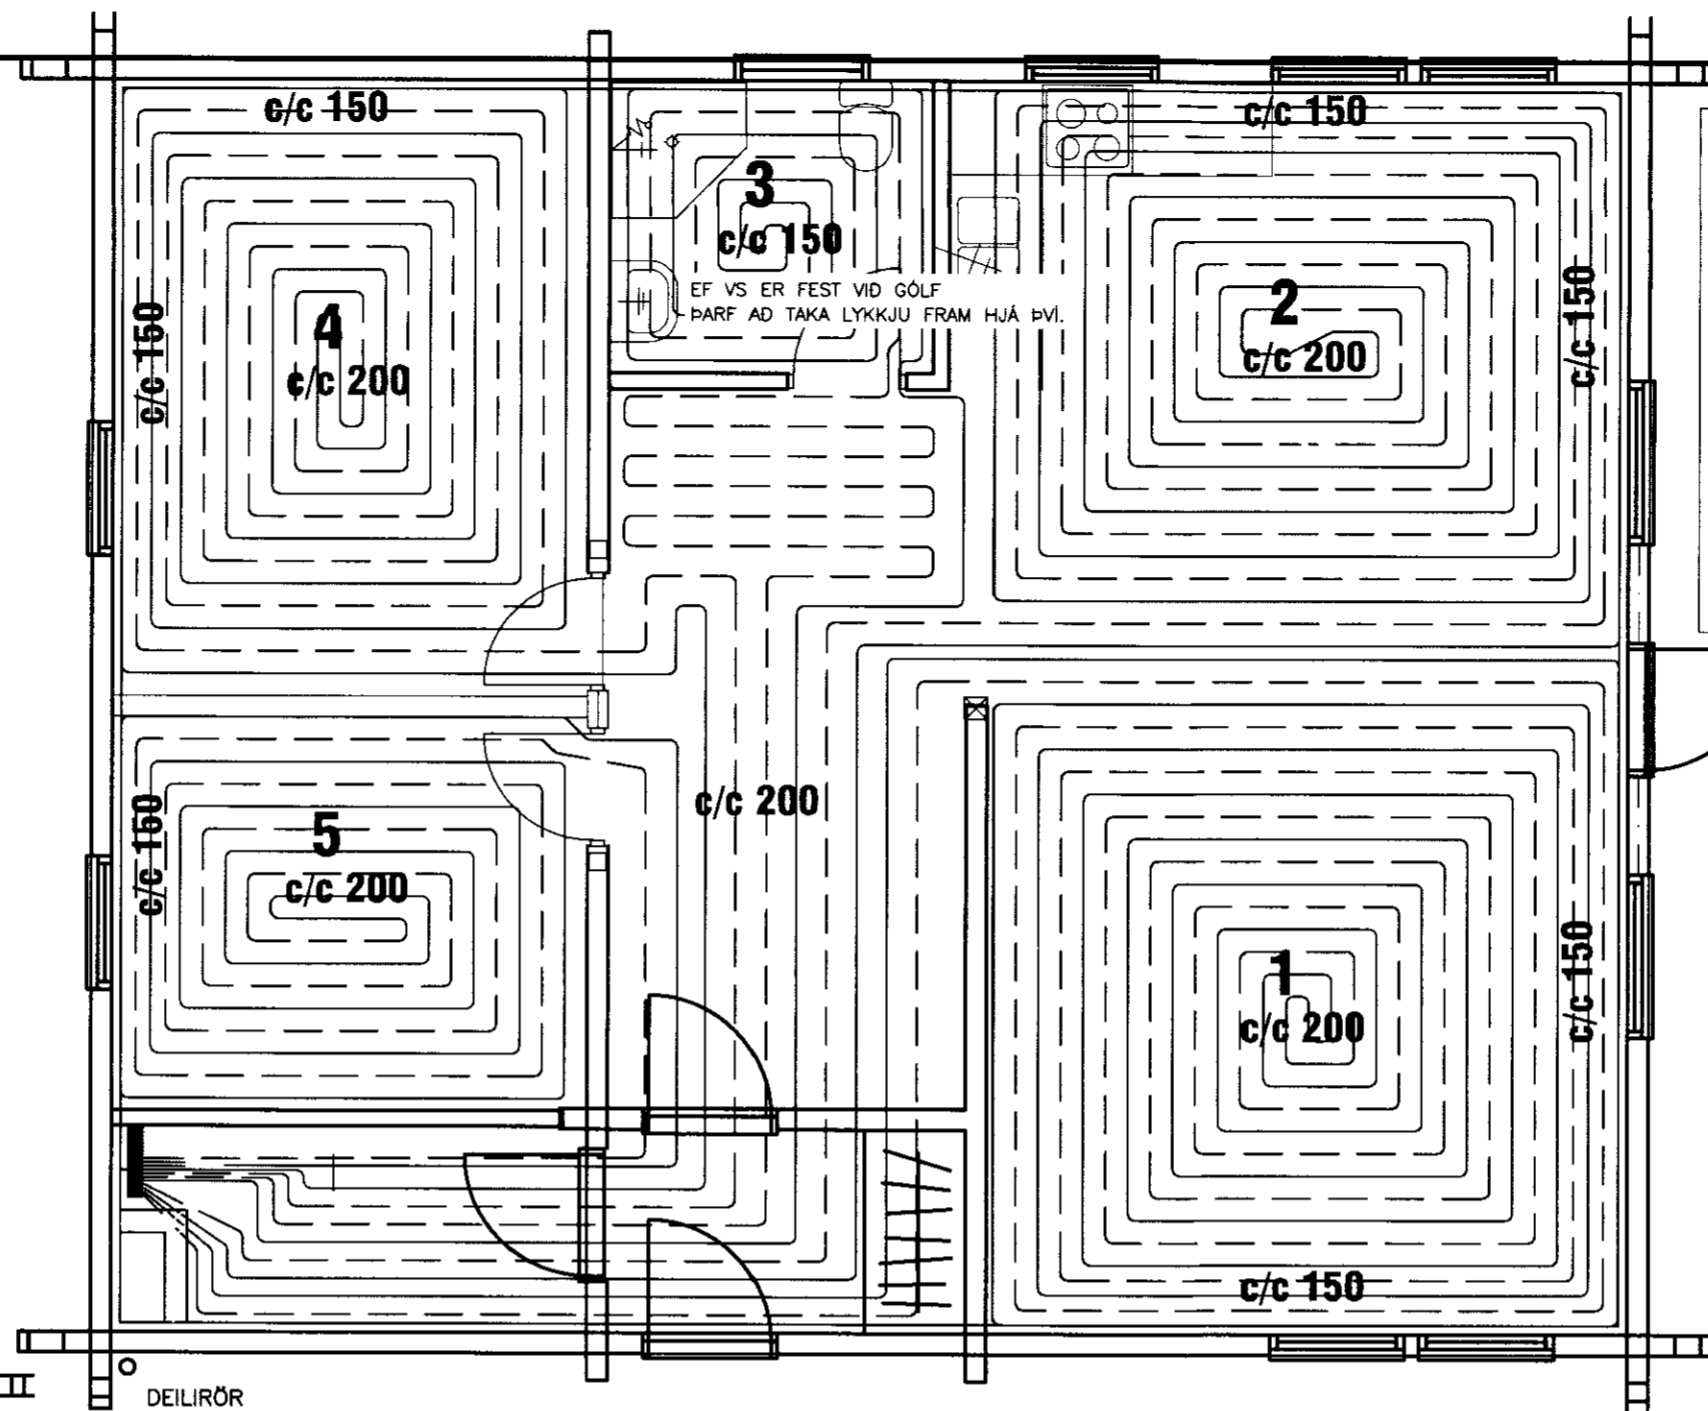 c/c 150
c/c 150
3
c/c 150
EF VS ER FEST VIÐ GÓLF
ÞARF AÐ TAKA LYKKJU FRAM HJÁ ÞVÍ.
4
c/c 200
c/c 150
2
c/c 200
c/c 150
c/c 200
5
c/c 200
c/c 150
1
c/c 200
c/c 150
c/c 150
DEILIRÖR